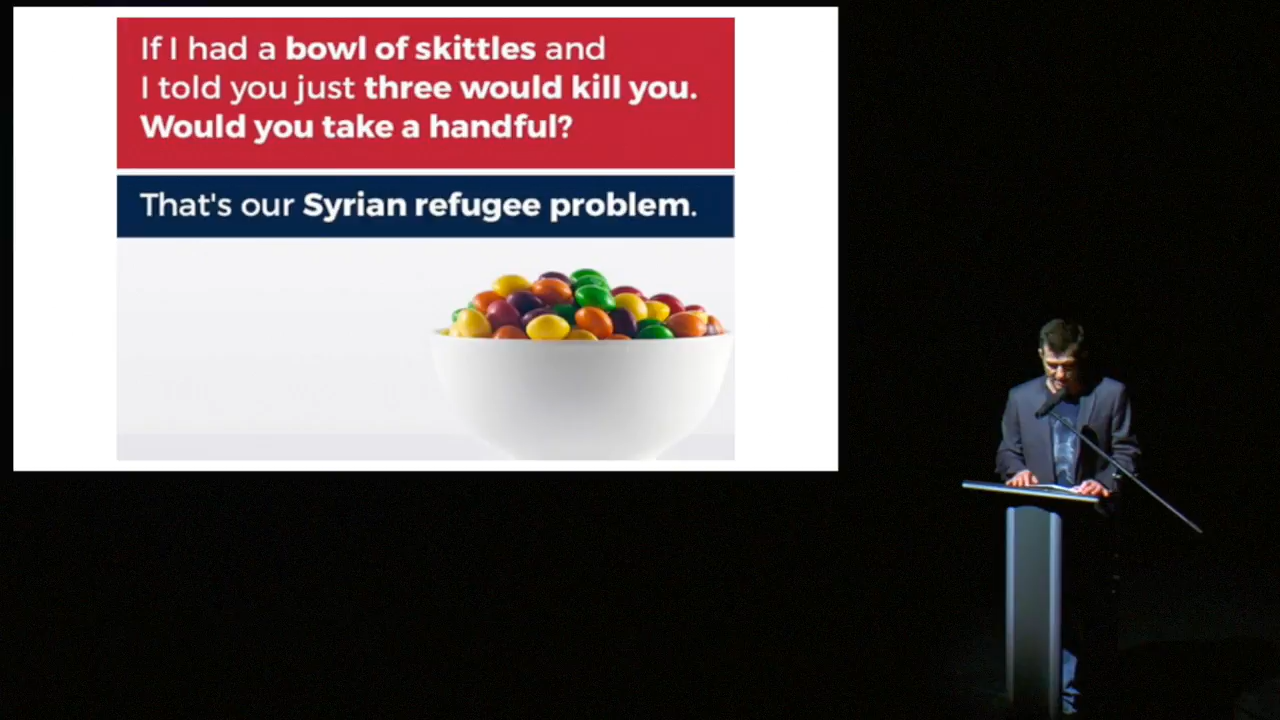 If I had a bowl of skittles and
I told you just three would kill you.
Would you take a handful?
That's our Syrian refugee problem.